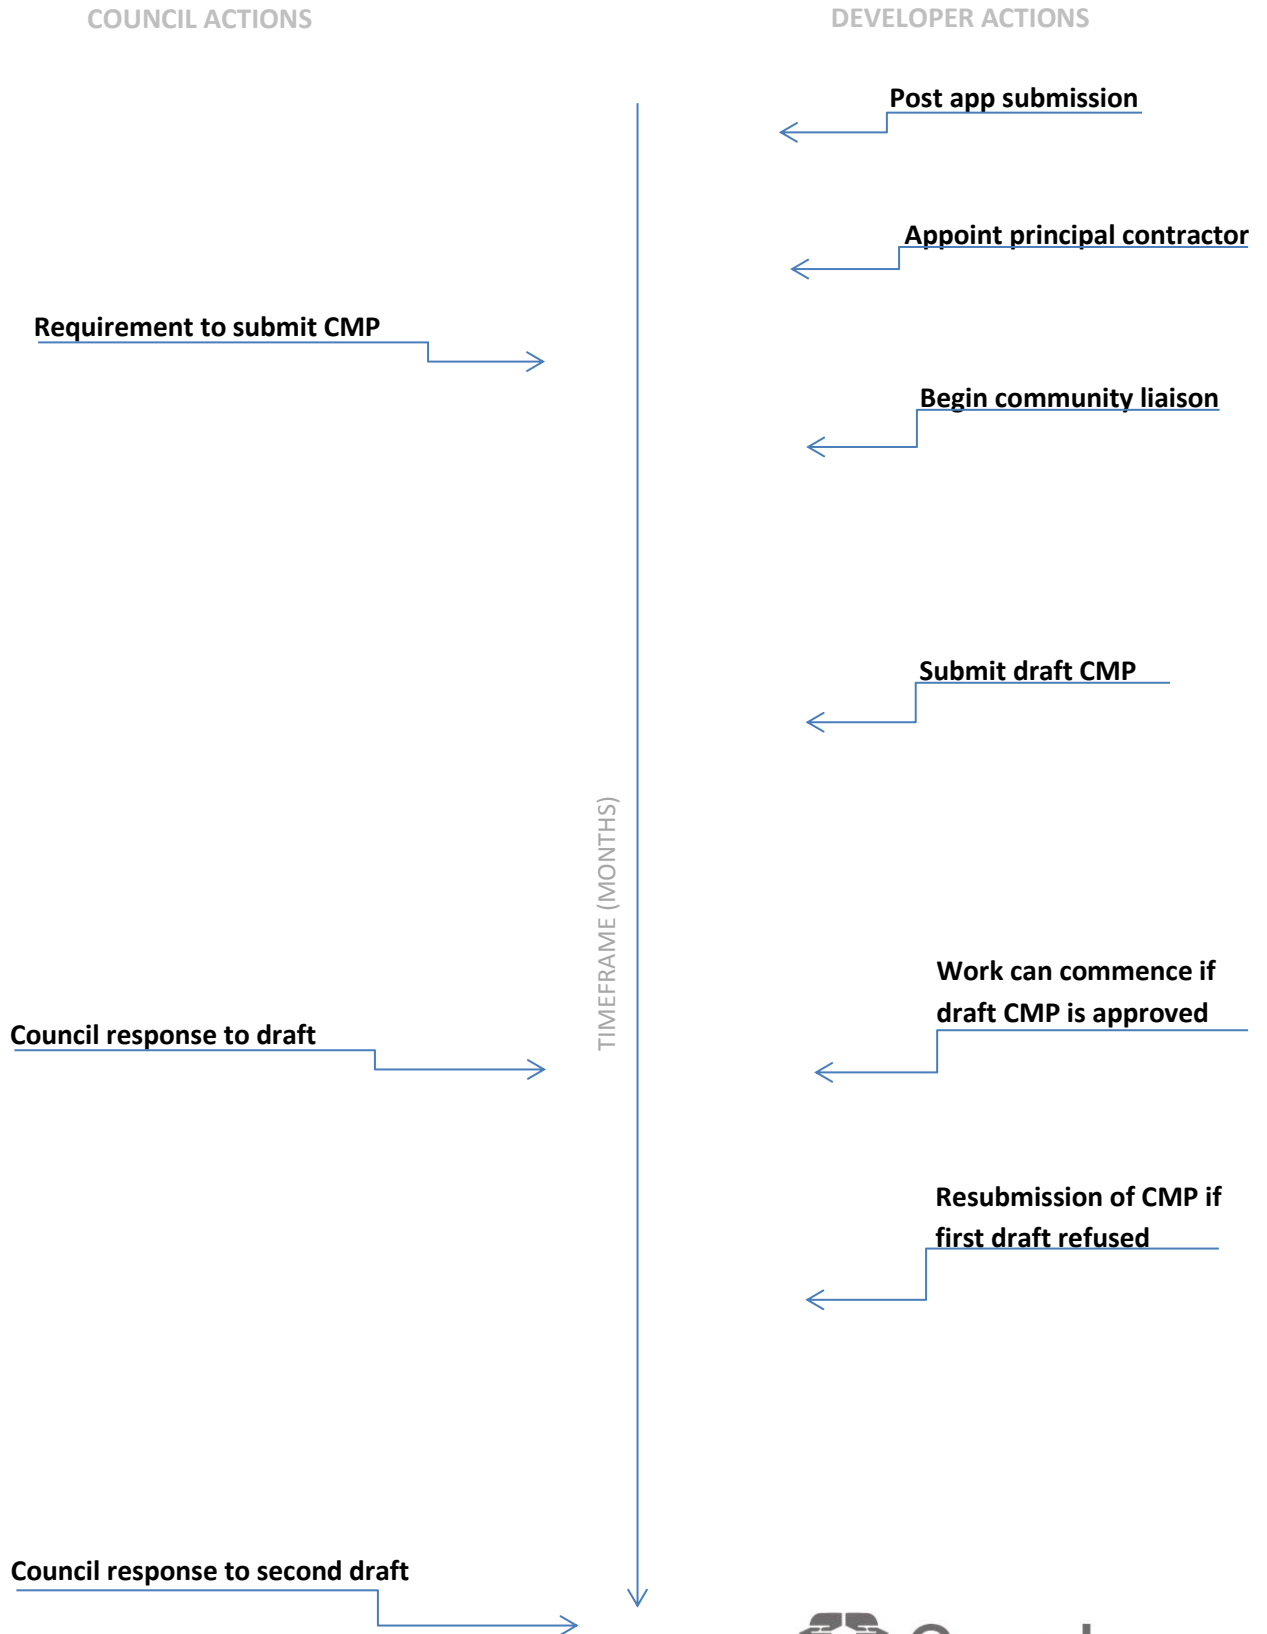 COUNCIL ACTIONS
DEVELOPER ACTIONS
Post app submission
Appoint principal contractor
Requirement to submit CMP
Begin community liaison
Submit draft CMP
TIMEFRAME (MONTHS)
Work can commence if
draft CMP is approved
Council response to draft
Resubmission of CMP if
first draft refused
Council response to second draft